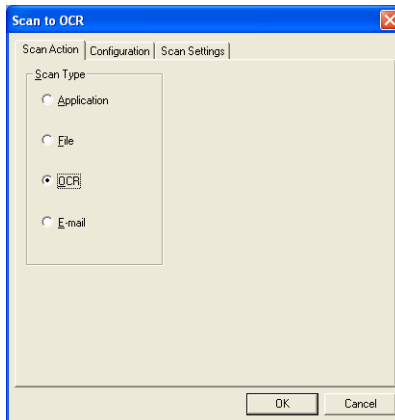 Scan to OCR
Scan Action Configuration Scan Settings
Scan Type
Application
File
OCR
E-mail
OK Cancel